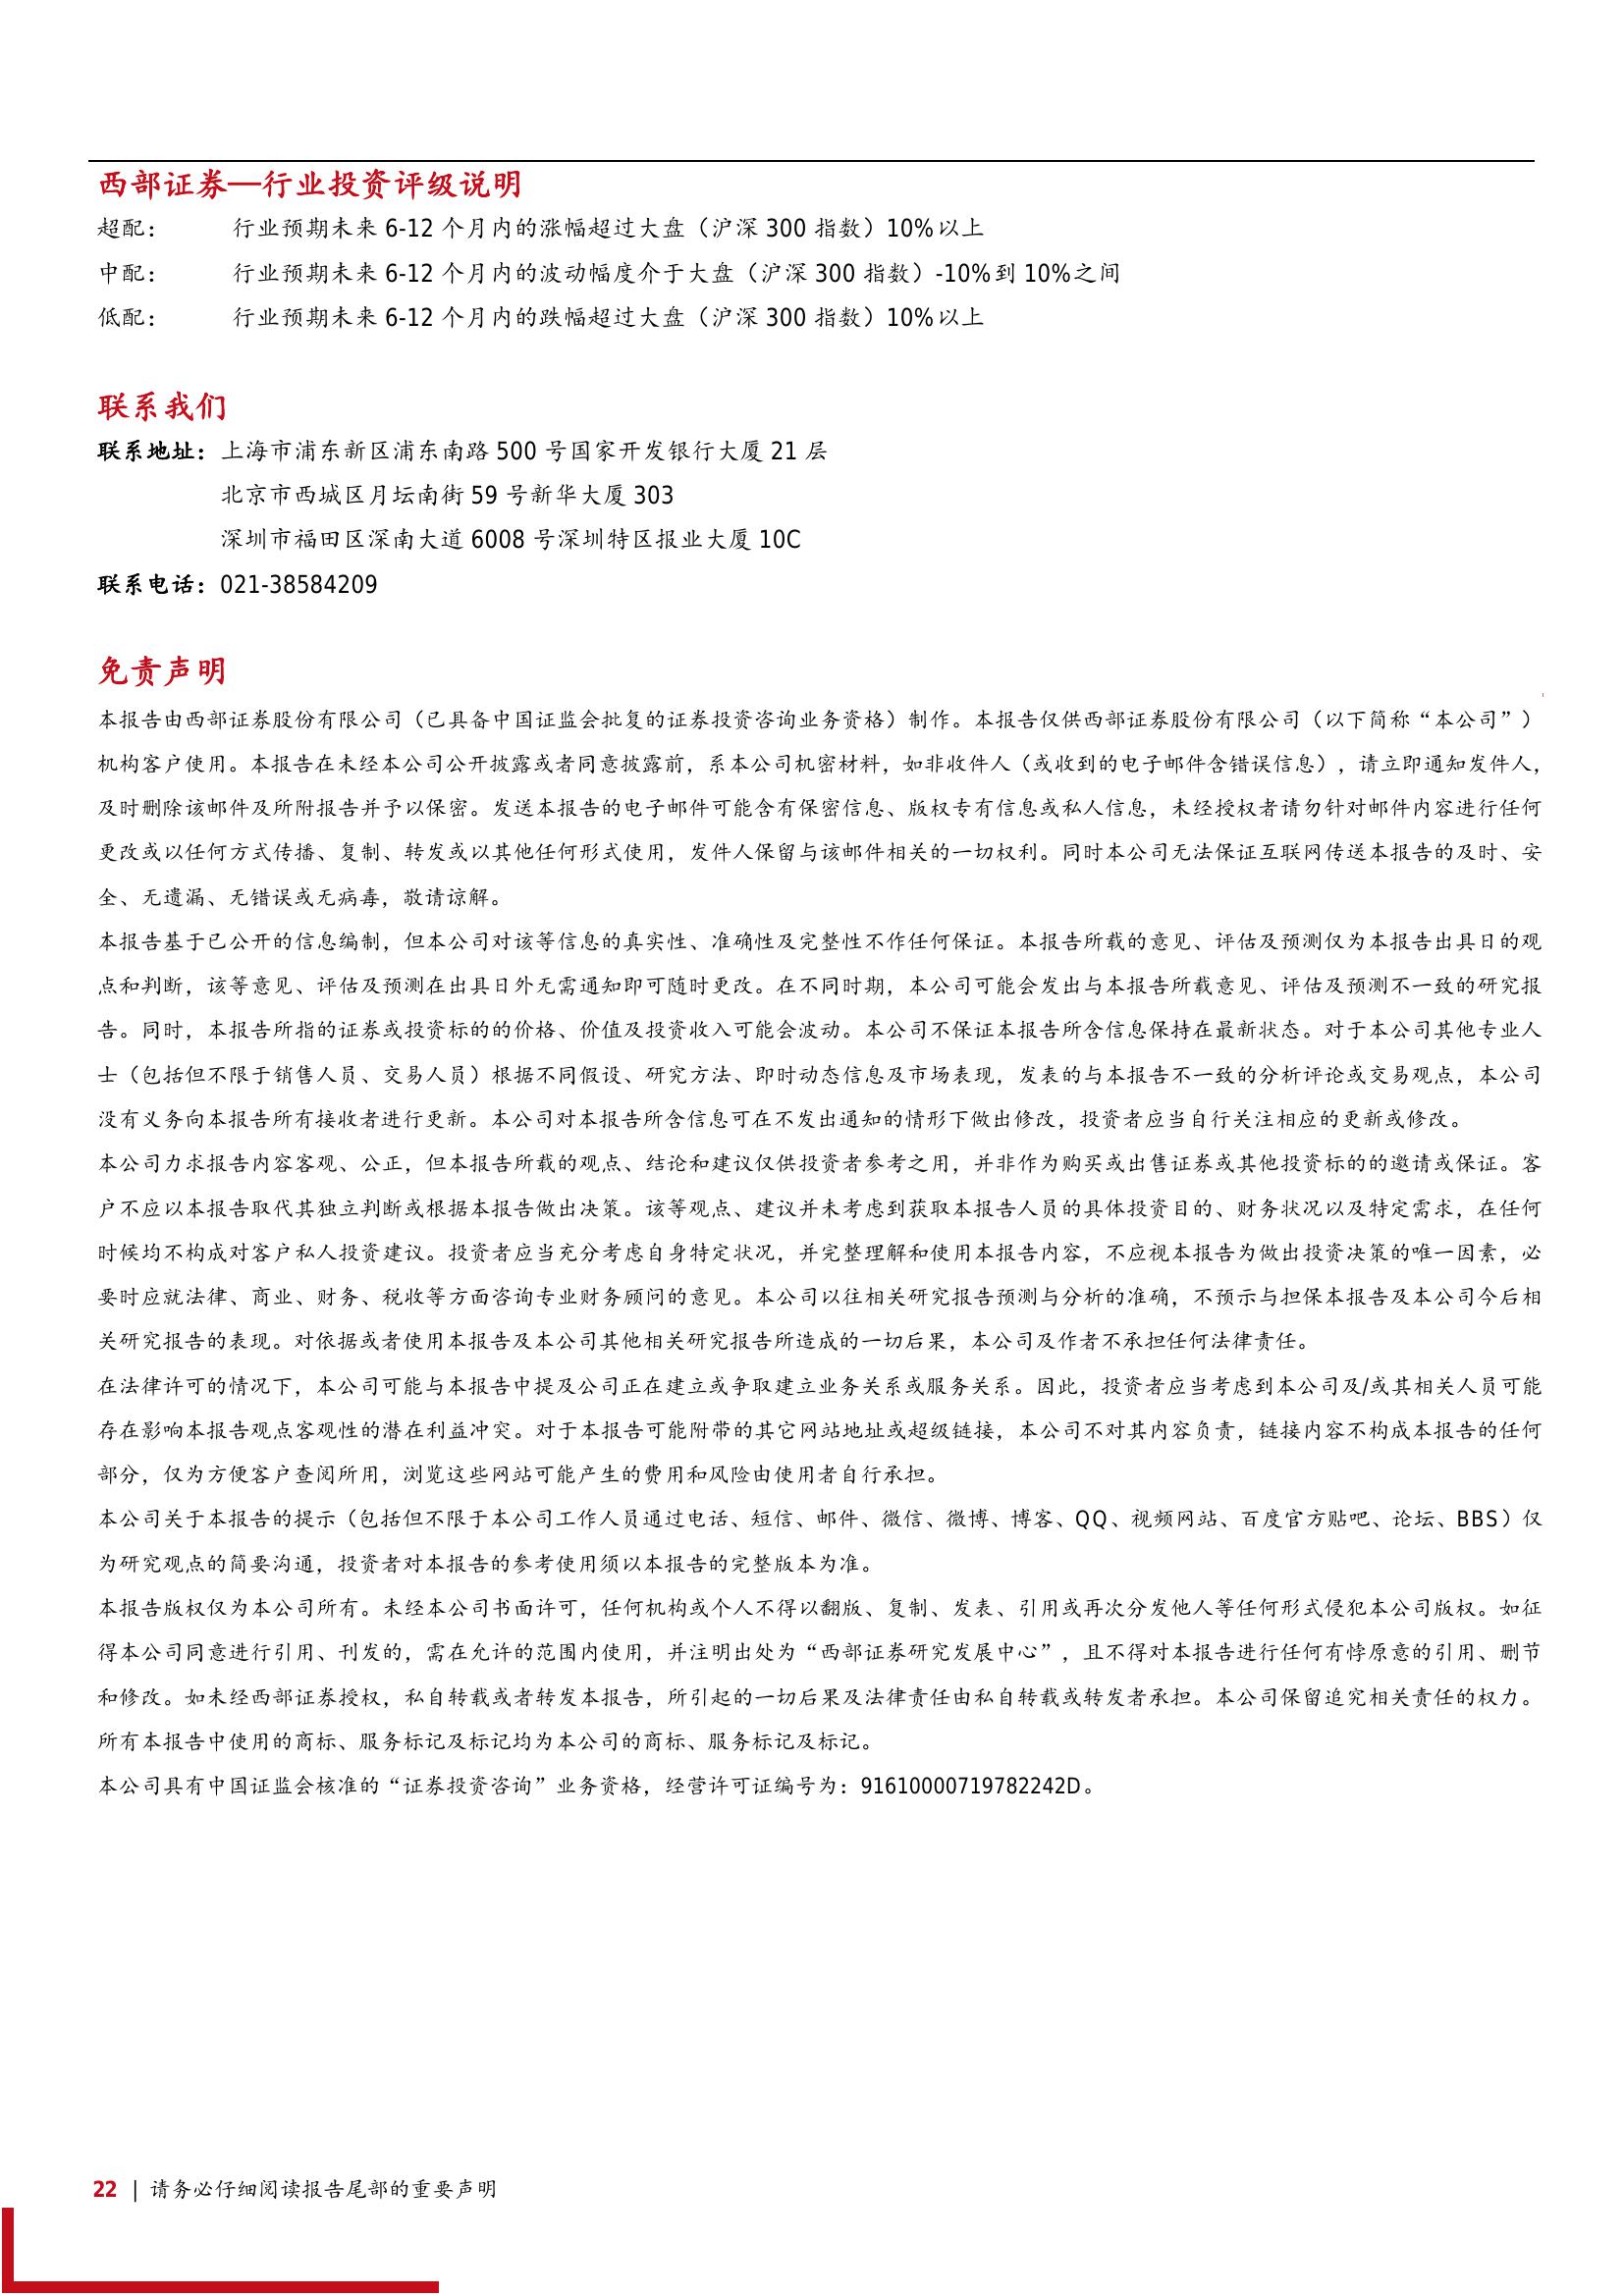 西部证券—行业投资评级说明
超配： 行业预期未来 6-12 个月内的涨幅超过大盘（沪深 300 指数）10%以上
中配： 行业预期未来 6-12 个月内的波动幅度介于大盘（沪深 300 指数）-10%到 10%之间
低配： 行业预期未来 6-12 个月内的跌幅超过大盘（沪深 300 指数）10%以上
联系我们
联系地址：上海市浦东新区浦东南路 500 号国家开发银行大厦 21 层
北京市西城区月坛南街 59 号新华大厦 303
深圳市福田区深南大道 6008 号深圳特区报业大厦 10C
联系电话：021-38584209
免责声明
本报告由西部证券股份有限公司（已具备中国证监会批复的证券投资咨询业务资格）制作。本报告仅供西部证券股份有限公司（以下简称“本公司”）
机构客户使用。本报告在未经本公司公开披露或者同意披露前，系本公司机密材料，如非收件人（或收到的电子邮件含错误信息），请立即通知发件人，
及时删除该邮件及所附报告并予以保密。发送本报告的电子邮件可能含有保密信息、版权专有信息或私人信息，未经授权者请勿针对邮件内容进行任何
更改或以任何方式传播、复制、转发或以其他任何形式使用，发件人保留与该邮件相关的一切权利。同时本公司无法保证互联网传送本报告的及时、安
全、无遗漏、无错误或无病毒，敬请谅解。
本报告基于已公开的信息编制，但本公司对该等信息的真实性、准确性及完整性不作任何保证。本报告所载的意见、评估及预测仅为本报告出具日的观
点和判断，该等意见、评估及预测在出具日外无需通知即可随时更改。在不同时期，本公司可能会发出与本报告所载意见、评估及预测不一致的研究报
告。同时，本报告所指的证券或投资标的的价格、价值及投资收入可能会波动。本公司不保证本报告所含信息保持在最新状态。对于本公司其他专业人
士（包括但不限于销售人员、交易人员）根据不同假设、研究方法、即时动态信息及市场表现，发表的与本报告不一致的分析评论或交易观点，本公司
没有义务向本报告所有接收者进行更新。本公司对本报告所含信息可在不发出通知的情形下做出修改，投资者应当自行关注相应的更新或修改。
本公司力求报告内容客观、公正，但本报告所载的观点、结论和建议仅供投资者参考之用，并非作为购买或出售证券或其他投资标的的邀请或保证。客
户不应以本报告取代其独立判断或根据本报告做出决策。该等观点、建议并未考虑到获取本报告人员的具体投资目的、财务状况以及特定需求，在任何
时候均不构成对客户私人投资建议。投资者应当充分考虑自身特定状况，并完整理解和使用本报告内容，不应视本报告为做出投资决策的唯一因素，必
要时应就法律、商业、财务、税收等方面咨询专业财务顾问的意见。本公司以往相关研究报告预测与分析的准确，不预示与担保本报告及本公司今后相
关研究报告的表现。对依据或者使用本报告及本公司其他相关研究报告所造成的一切后果，本公司及作者不承担任何法律责任。
在法律许可的情况下，本公司可能与本报告中提及公司正在建立或争取建立业务关系或服务关系。因此，投资者应当考虑到本公司及/或其相关人员可能
存在影响本报告观点客观性的潜在利益冲突。对于本报告可能附带的其它网站地址或超级链接，本公司不对其内容负责，链接内容不构成本报告的任何
部分，仅为方便客户查阅所用，浏览这些网站可能产生的费用和风险由使用者自行承担。
本公司关于本报告的提示（包括但不限于本公司工作人员通过电话、短信、邮件、微信、微博、博客、QQ、视频网站、百度官方贴吧、论坛、BBS）仅
为研究观点的简要沟通，投资者对本报告的参考使用须以本报告的完整版本为准。
本报告版权仅为本公司所有。未经本公司书面许可，任何机构或个人不得以翻版、复制、发表、引用或再次分发他人等任何形式侵犯本公司版权。如征
得本公司同意进行引用、刊发的，需在允许的范围内使用，并注明出处为“西部证券研究发展中心”，且不得对本报告进行任何有悖原意的引用、删节
和修改。如未经西部证券授权，私自转载或者转发本报告，所引起的一切后果及法律责任由私自转载或转发者承担。本公司保留追究相关责任的权力。
所有本报告中使用的商标、服务标记及标记均为本公司的商标、服务标记及标记。
本公司具有中国证监会核准的“证券投资咨询”业务资格，经营许可证编号为：91610000719782242D。
22 | 请务必仔细阅读报告尾部的重要声明